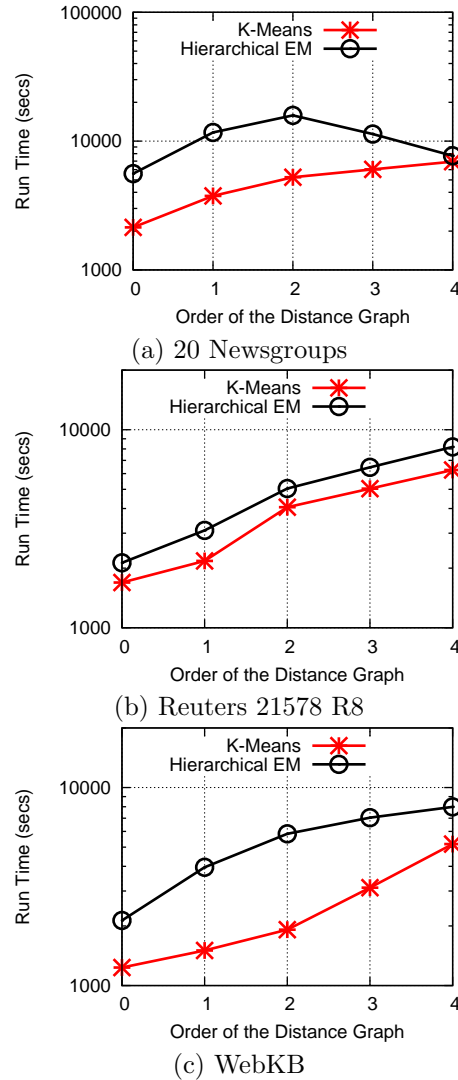 100000
K-Means
Hierarchical EM
10000
1000
Run Time (secs)
0 1 2 3 4
Order of the Distance Graph
(a) 20 Newsgroups
K-Means
Hierarchical EM
10000
1000
Run Time (secs)
0 1 2 3 4
Order of the Distance Graph
(b) Reuters 21578 R8
K-Means
Hierarchical EM
10000
1000
Run Time (secs)
0 1 2 3 4
Order of the Distance Graph
(c) WebKB